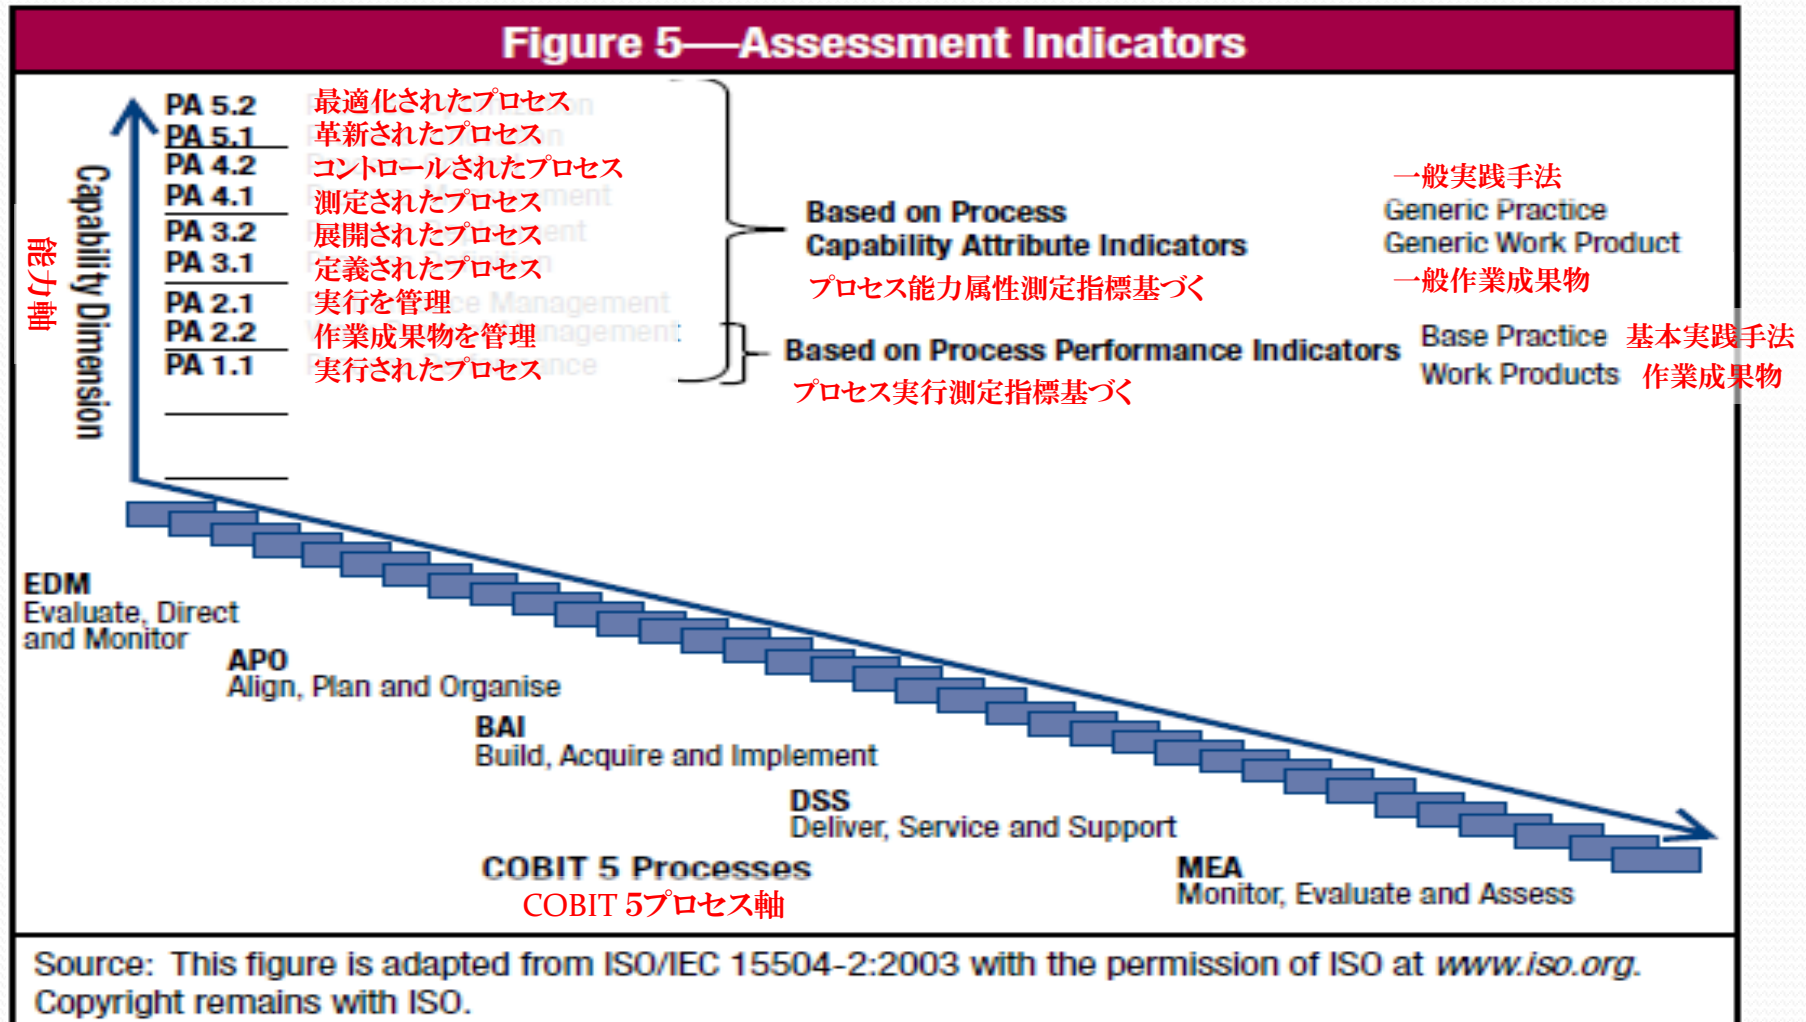 Figure 5—Assessment Indicators
PA 5.2 最適化されたプロセス
PA 5.1 革新されたプロセス
PA 4.2 コントロールされたプロセス
PA 4.1 測定されたプロセス
PA 3.2 展開されたプロセス
PA 3.1 定義されたプロセス
PA 2.1 実行を管理 Management
PA 2.2 作業成果物を管理 Management
PA 1.1 実行されたプロセス
能力軸
Capability Dimension
Based on Process
Capability Attribute Indicators
プロセス能力属性測定指標基づく
一般実践手法
Generic Practice
Generic Work Product
一般作業成果物
Based on Process Performance Indicators
プロセス実行測定指標基づく
Base Practice 基本実践手法
Work Products 作業成果物
EDM
Evaluate, Direct
and Monitor
APO
Align, Plan and Organise
BAI
Build, Acquire and Implement
DSS
Deliver, Service and Support
MEA
Monitor, Evaluate and Assess
COBIT 5 Processes
COBIT 5プロセス軸
Source: This figure is adapted from ISO/IEC 15504-2:2003 with the permission of ISO at www.iso.org.
Copyright remains with ISO.